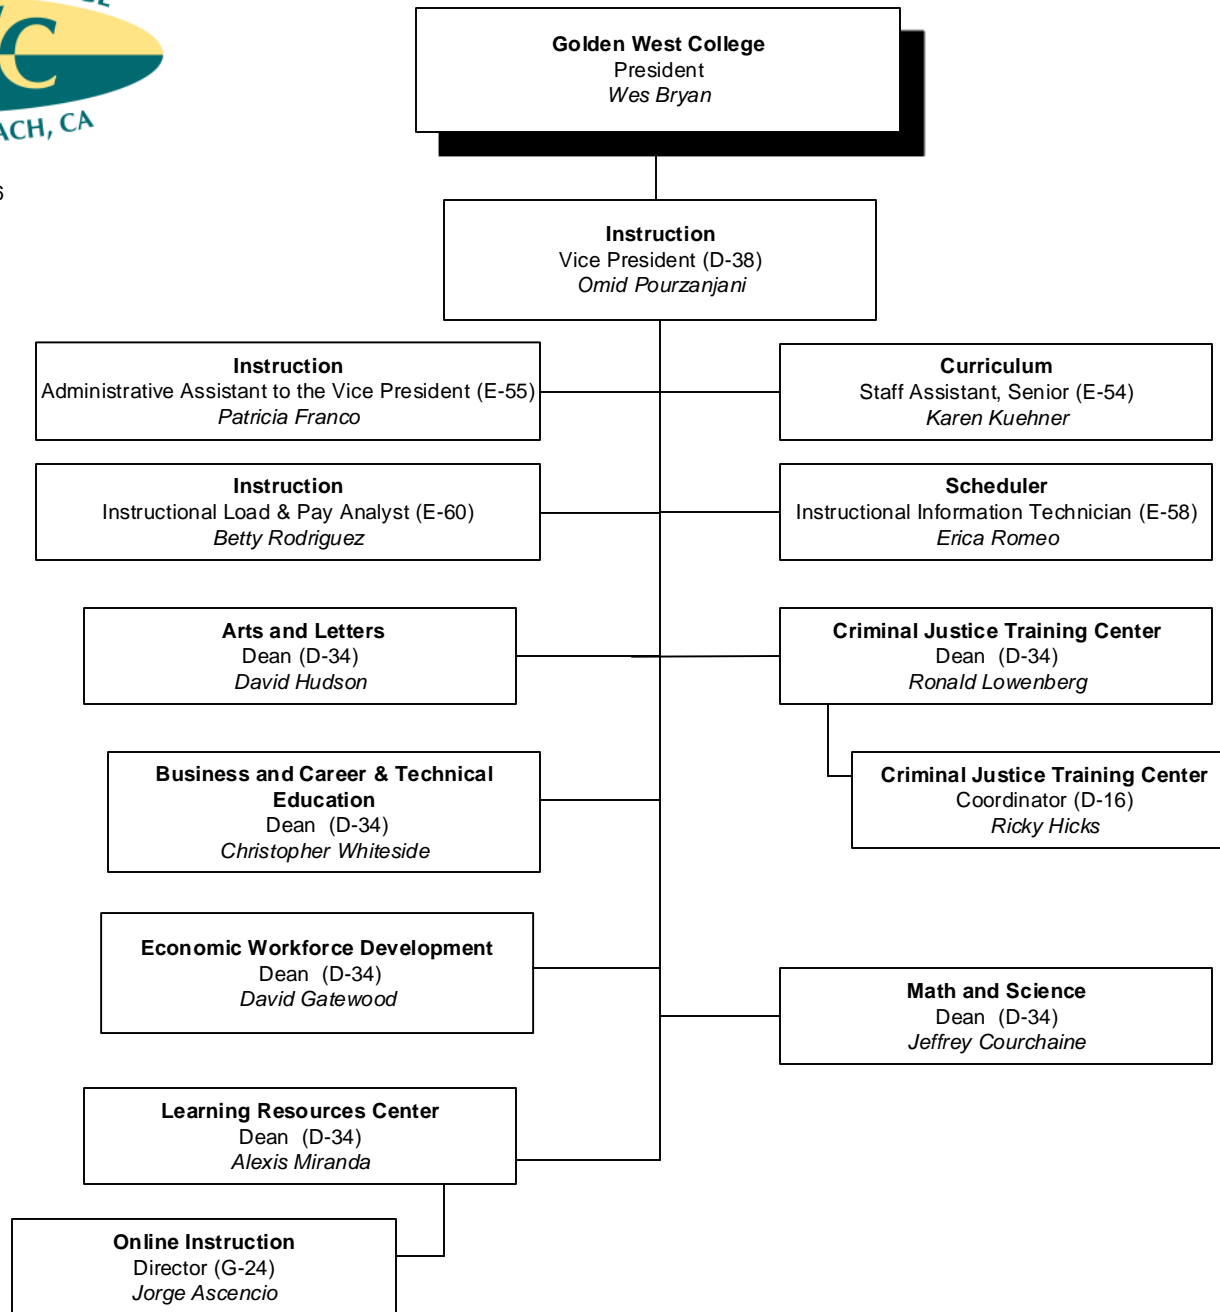 C
ACH, CA
6
Golden West College
President
Wes Bryan
Instruction
Vice President (D-38)
Omid Pourzanjani
Instruction
Administrative Assistant to the Vice President (E-55)
Patricia Franco
Curriculum
Staff Assistant, Senior (E-54)
Karen Kuehner
Instruction
Instructional Load & Pay Analyst (E-60)
Betty Rodriguez
Scheduler
Instructional Information Technician (E-58)
Erica Romeo
Arts and Letters
Dean (D-34)
David Hudson
Criminal Justice Training Center
Dean (D-34)
Ronald Lowenberg
Business and Career & Technical
Education
Dean (D-34)
Christopher Whiteside
Criminal Justice Training Center
Coordinator (D-16)
Ricky Hicks
Economic Workforce Development
Dean (D-34)
David Gatewood
Math and Science
Dean (D-34)
Jeffrey Courchaine
Learning Resources Center
Dean (D-34)
Alexis Miranda
Online Instruction
Director (G-24)
Jorge Ascencio